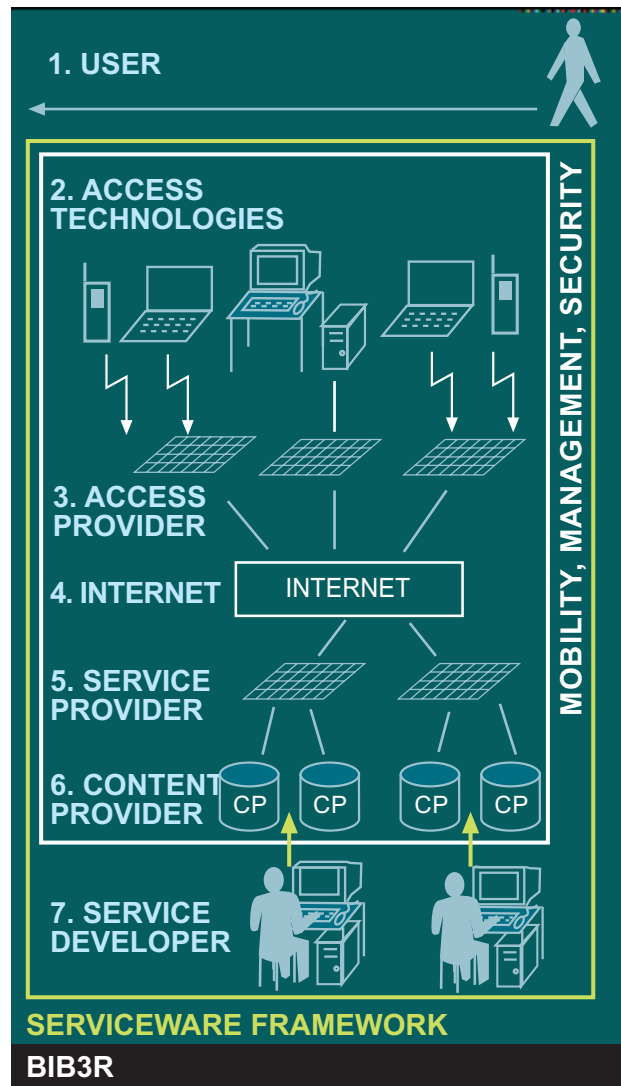 1. USER
2. ACCESS
TECHNOLOGIES
MOBILITY, MANAGEMENT, SECURITY
3. ACCESS
PROVIDER
4. INTERNET
INTERNET
5. SERVICE
PROVIDER
6. CONTENT
PROVIDER
CP
CP
CP
CP
7. SERVICE
DEVELOPER
SERVICEWARE FRAMEWORK
BIB3R